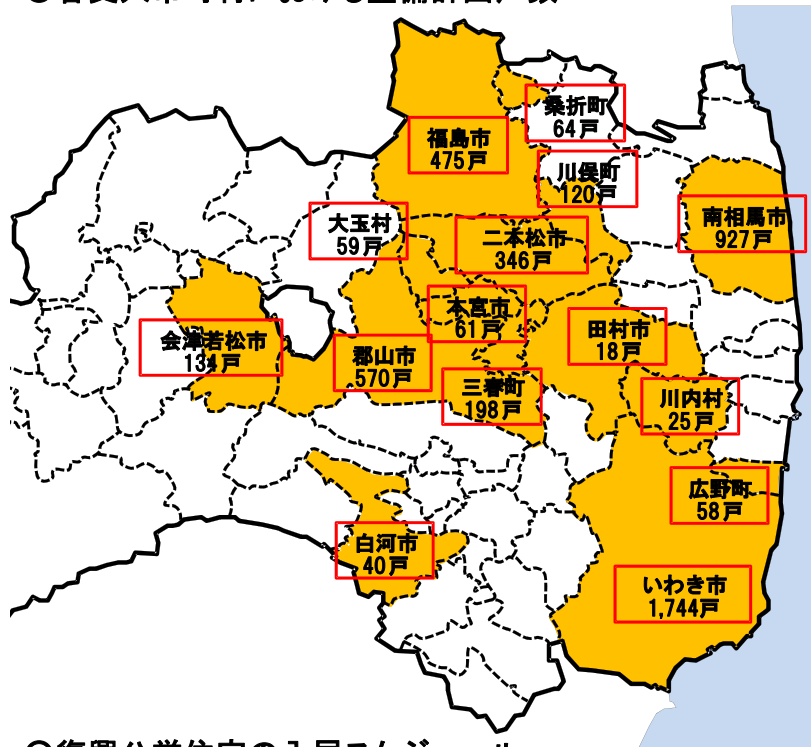 桑折町
64戸
福島市
475戸
川俣町
120戸
南相馬市
927戸
大玉村
59戸
二本松市
346戸
本宮市
61戸
田村市
18戸
会津若松市
134戸
郡山市
570戸
三春町
198戸
川内村
25戸
広野町
58戸
白河市
40戸
いわき市
1,744戸